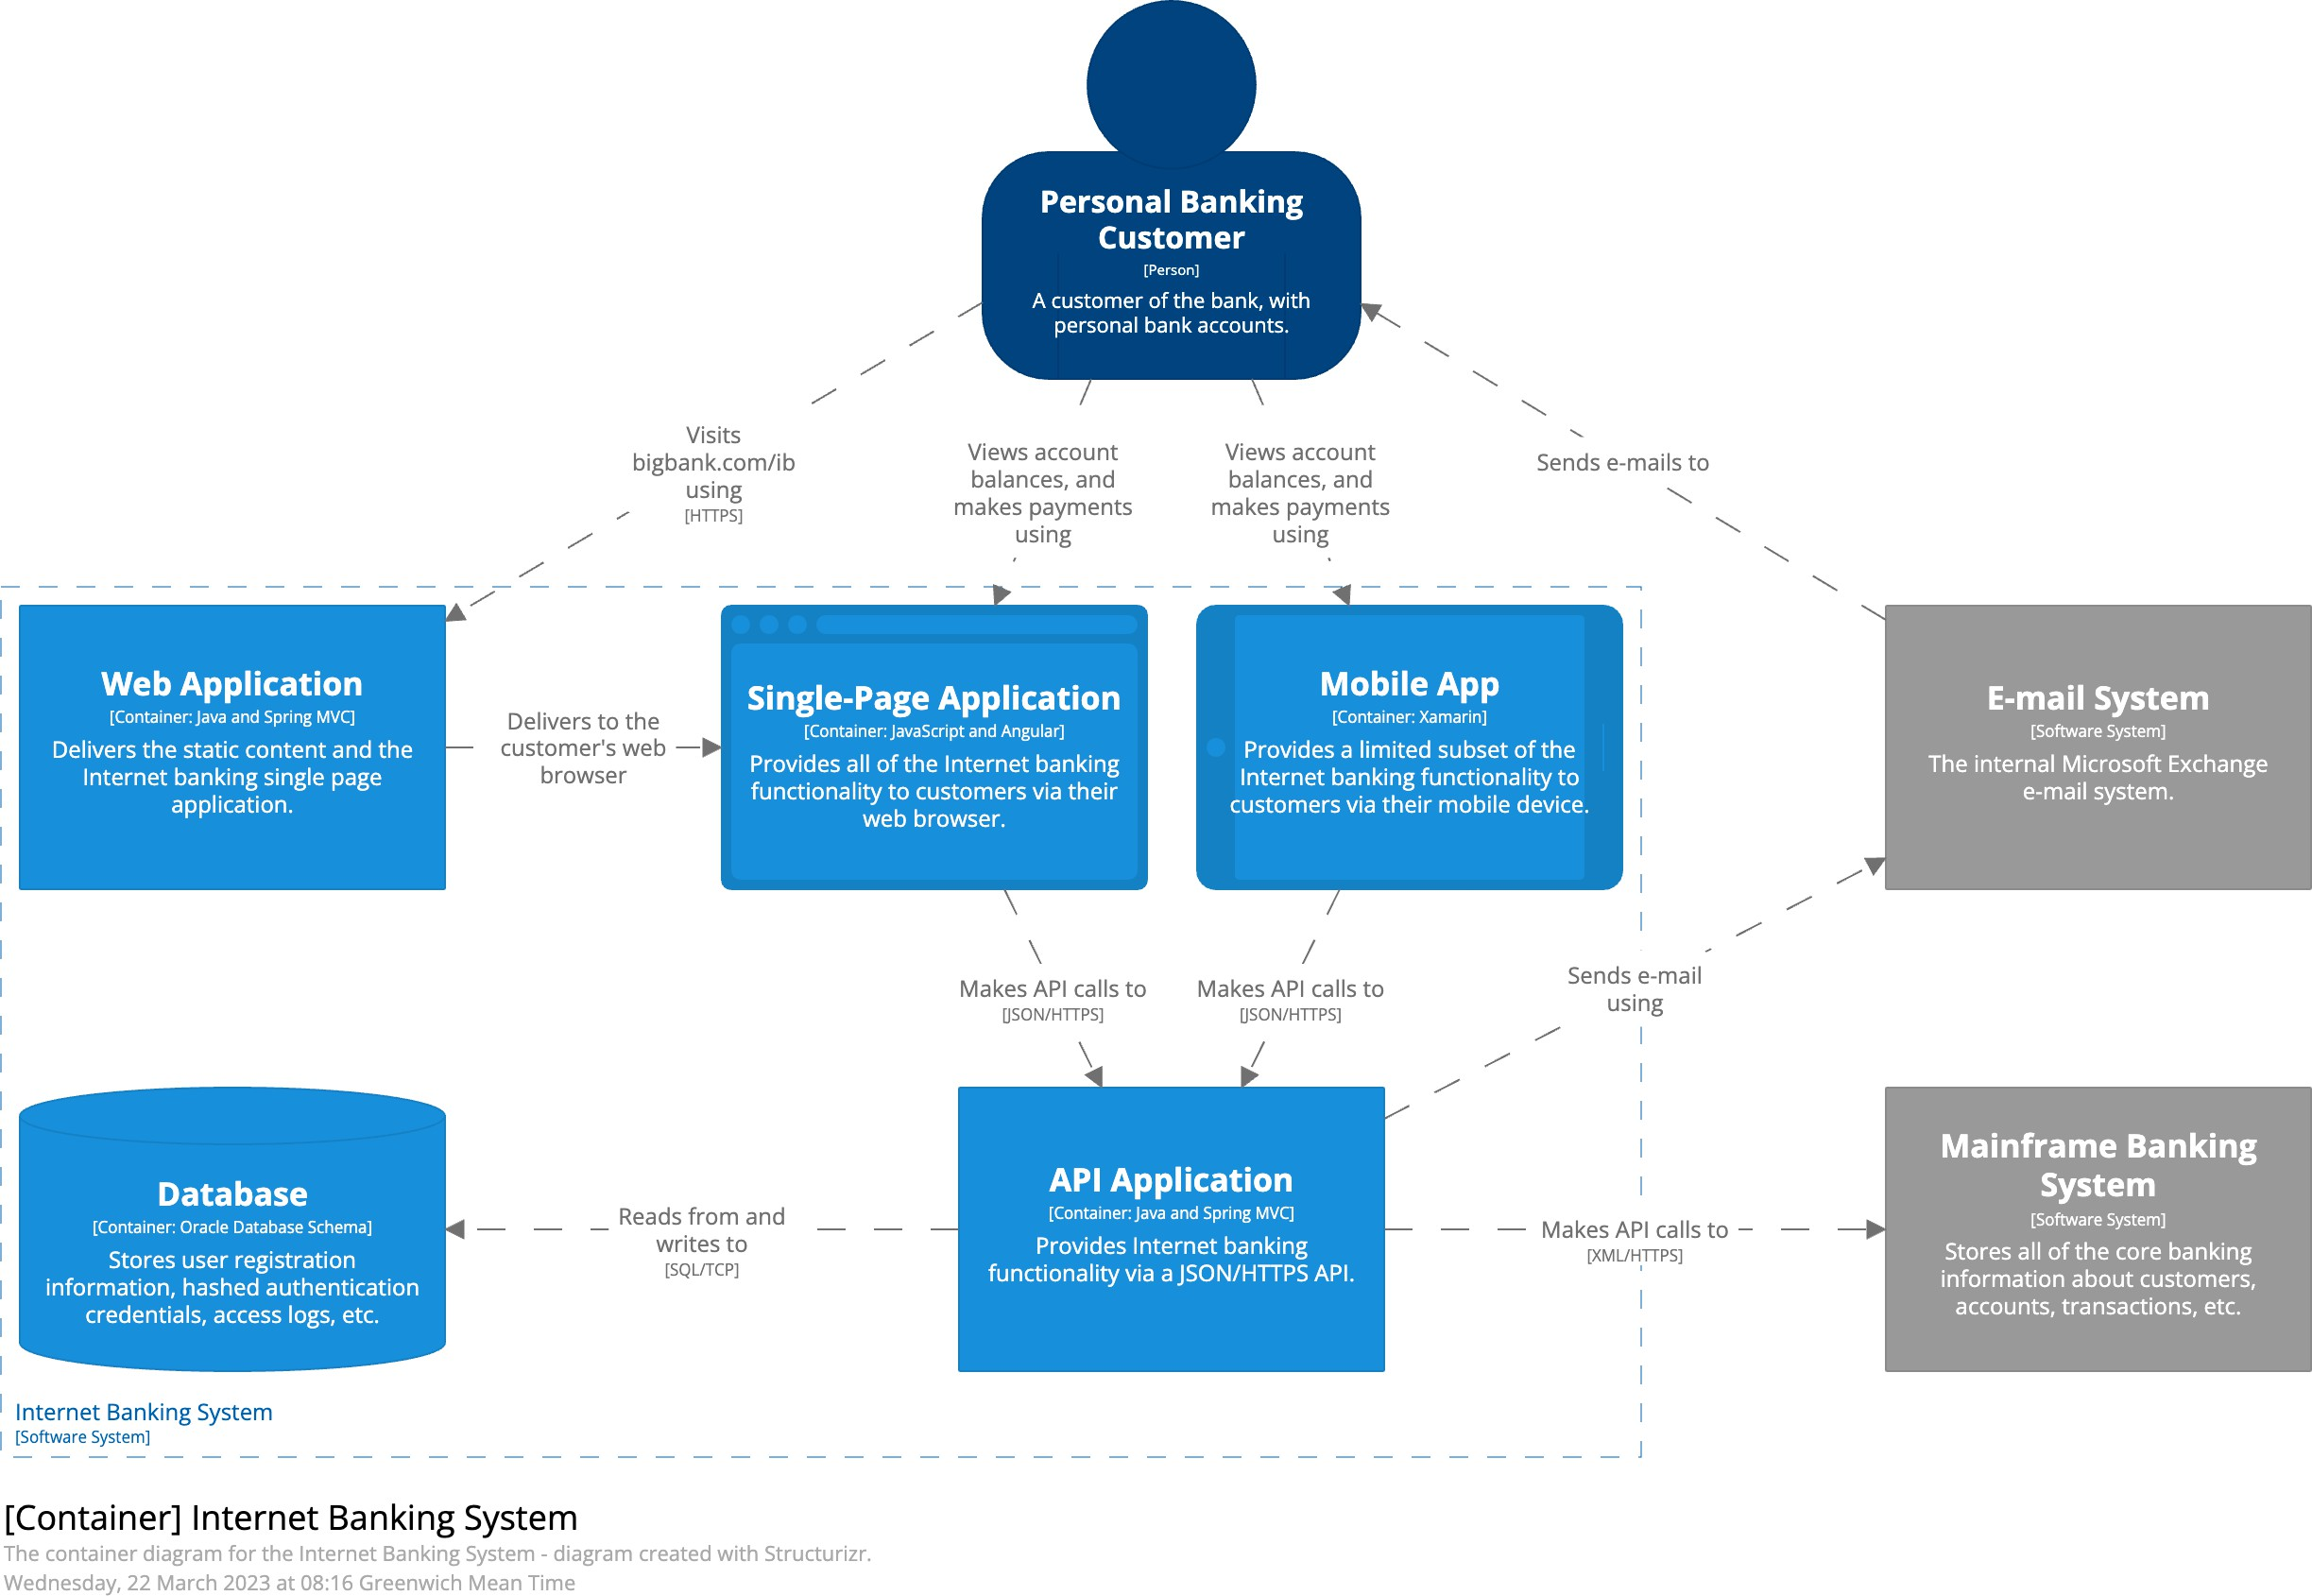 Personal Banking
Customer
[Person]
A customer of the bank, with
personal bank accounts.
Visits
bigbank.com/ib
using
[HTTPS]
Views account
balances, and
makes payments
using
Views account
balances, and
makes payments
using
Sends e-mails to
Web Application
[Container: Java and Spring MVC]
Delivers the static content and the
Internet banking single page
application.
Delivers to the
customer's web
browser
Single-Page Application
[Container: JavaScript and Angular]
Provides all of the Internet banking
functionality to customers via their
web browser.
Mobile App
[Container: Xamarin]
Provides a limited subset of the
Internet banking functionality to
customers via their mobile device.
E-mail System
[Software System]
The internal Microsoft Exchange
e-mail system.
Makes API calls to
[JSON/HTTPS]
Makes API calls to
[JSON/HTTPS]
Sends e-mail
using
Database
[Container: Oracle Database Schema]
Stores user registration
information, hashed authentication
credentials, access logs, etc.
Reads from and
writes to
[SQL/TCP]
API Application
[Container: Java and Spring MVC]
Provides Internet banking
functionality via a JSON/HTTPS API.
Makes API calls to
[XML/HTTPS]
Mainframe Banking
System
[Software System]
Stores all of the core banking
information about customers,
accounts, transactions, etc.
Internet Banking System
[Software System]
[Container] Internet Banking System
The container diagram for the Internet Banking System - diagram created with Structurizr.
Wednesday, 22 March 2023 at 08:16 Greenwich Mean Time